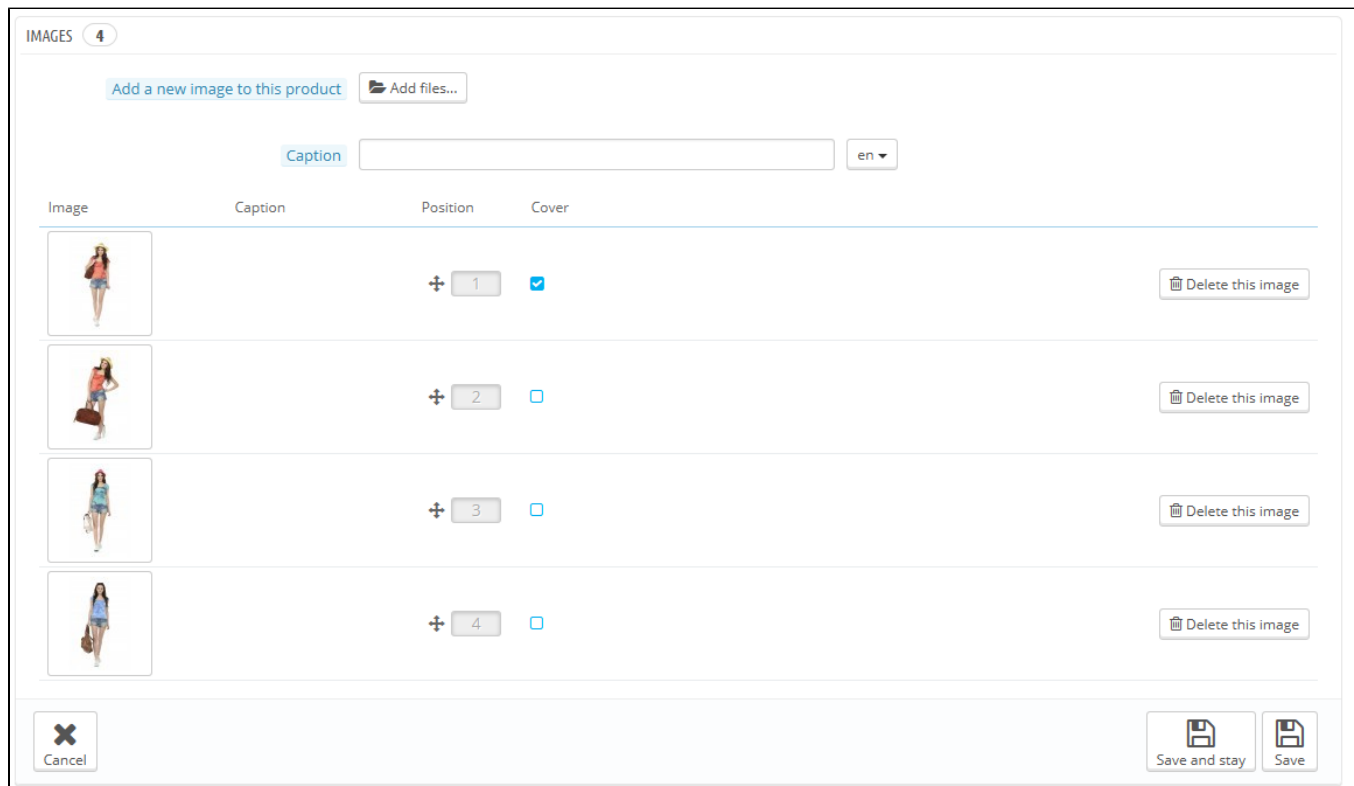 IMAGES 4
Add a new image to this product Add files...
Caption en
Image Caption Position Cover
1 Delete this image
2 Delete this image
3 Delete this image
4 Delete this image
Cancel Save and stay Save